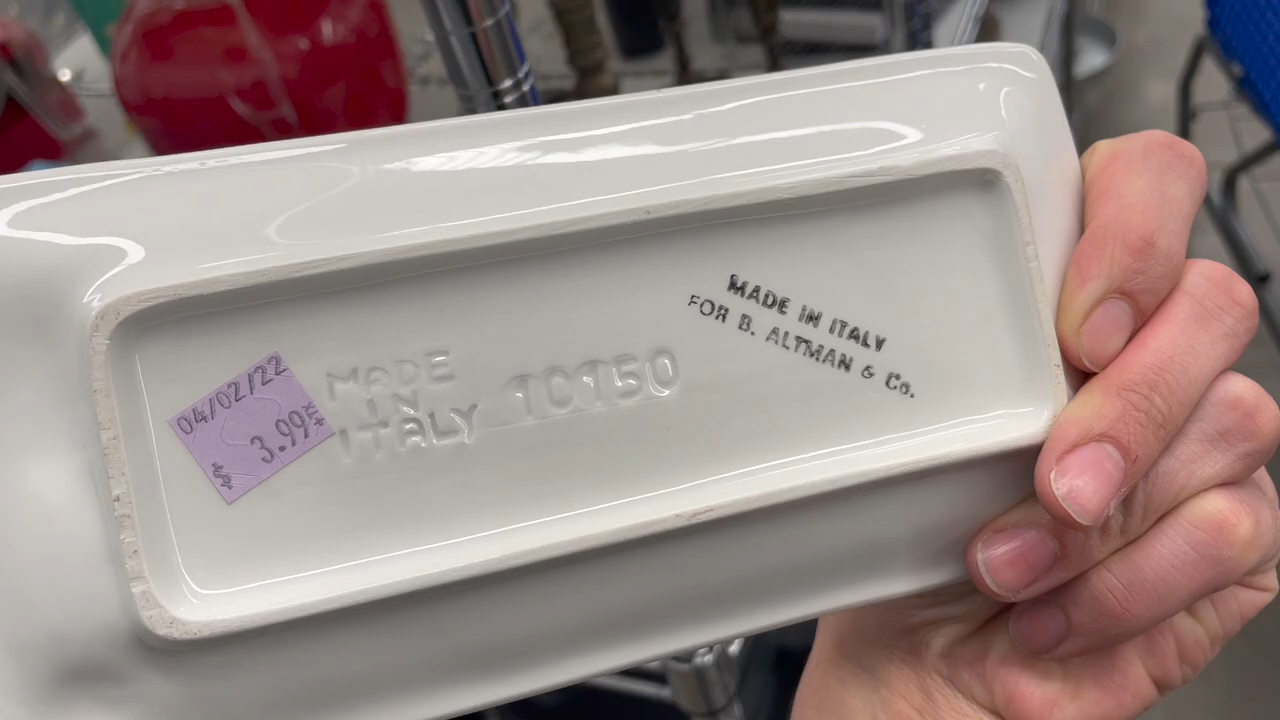 04/02/22
$ 3.99
MADE
IN
ITALY
10150
MADE IN ITALY
FOR B. ALTMAN & Co.